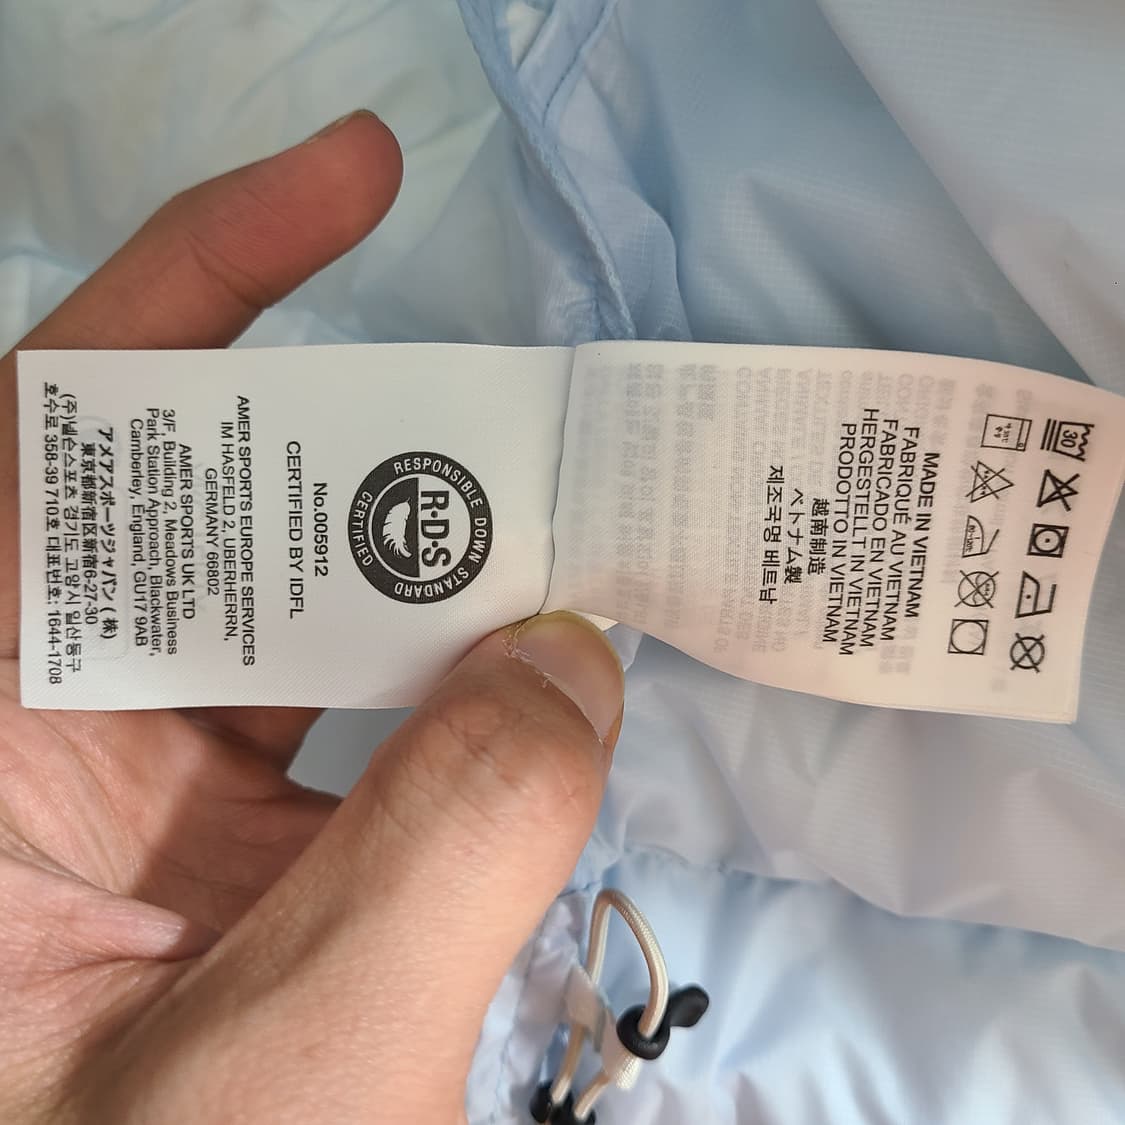 RESPONSIBLE DOWN STANDARD
R·D·S
CERTIFIED
No.005912
CERTIFIED BY IDFL
AMER SPORTS EUROPE SERVICES
IM HASFELD 2, UBERHERRN,
GERMANY 66802
AMER SPORTS UK LTD
3/F, Building 2, Meadows Business
Park Station Approach, Blackwater,
Camberley, England, GU17 9AB
アメアスポーツジャパン(株)
東京都新宿区新宿6-27-30
(주)넬슨스포츠 경기도 고양시 일산동구
호수로 358-39 710호 대표번호: 1644-1708
30
MADE IN VIETNAM
FABRIQUÉ AU VIETNAM
FABRICADO EN VIETNAM
HERGESTELLT IN VIETNAM
PRODOTTO IN VIETNAM
越南制造
ベトナム製
제조국명 베트남